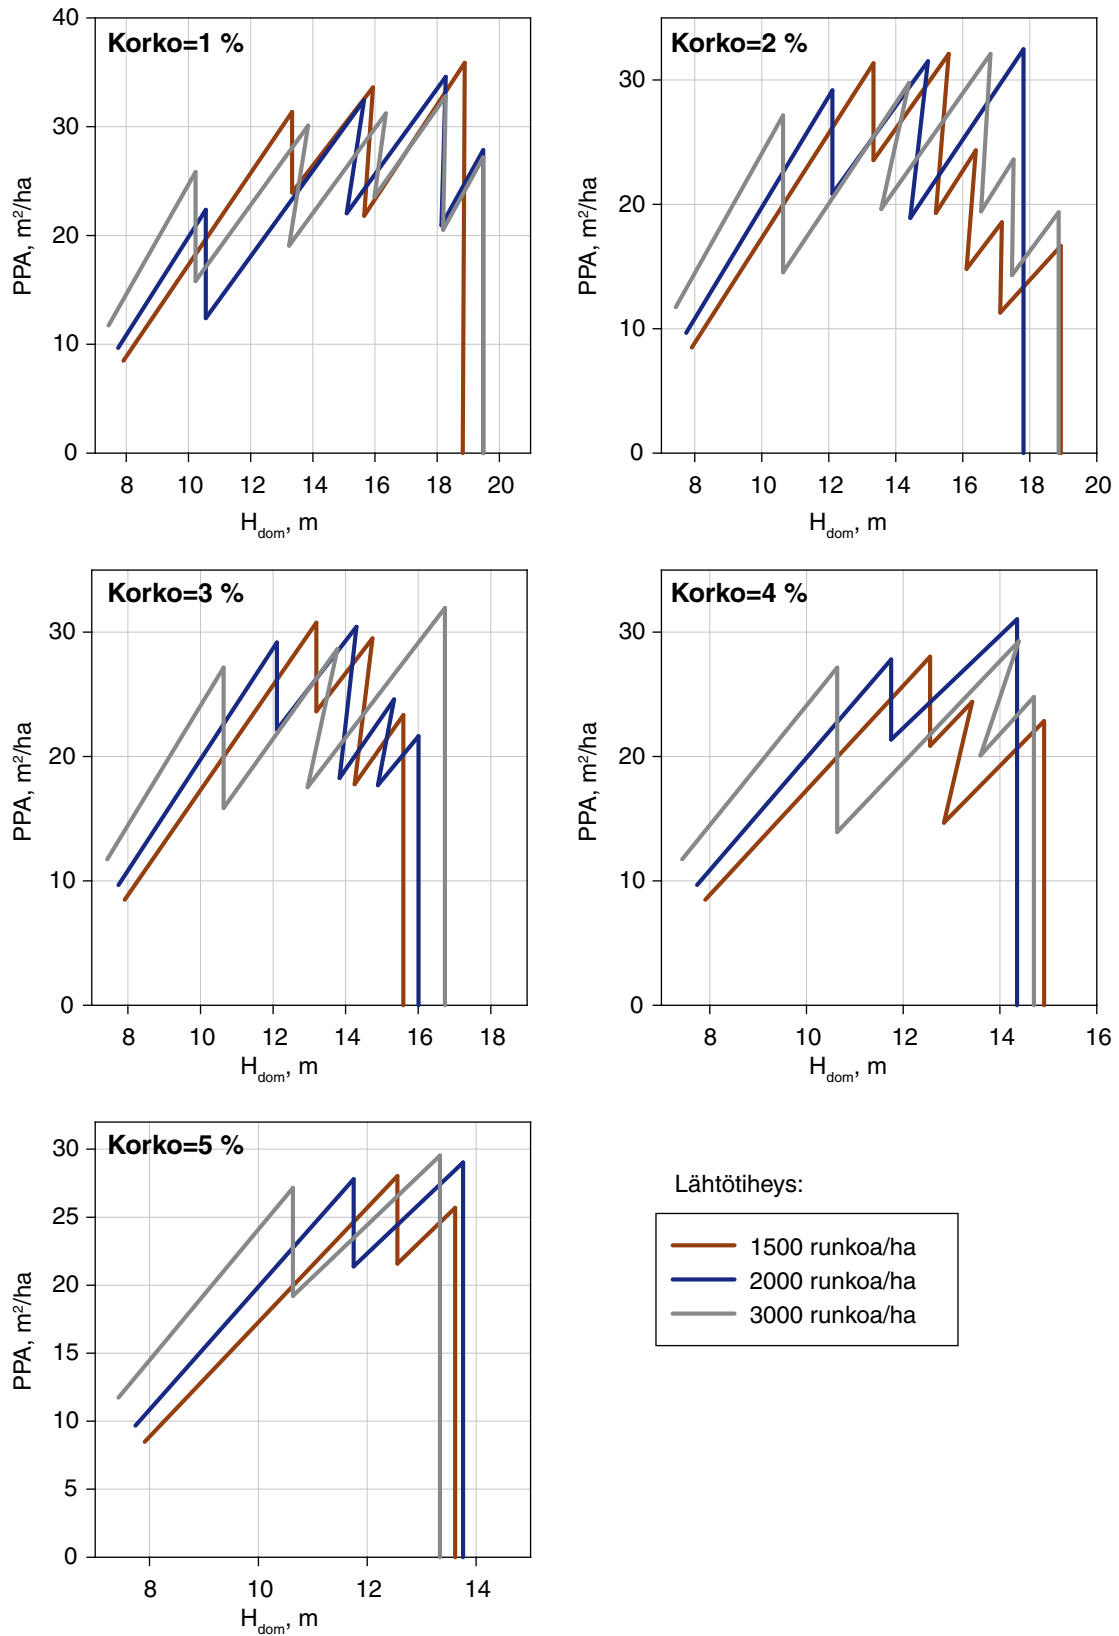 Korko=1 %
PPA, m²/ha
40
30
20
10
0
8 10 12 14 16 18 20
H_dom, m
Korko=2 %
PPA, m²/ha
30
20
10
0
8 10 12 14 16 18 20
H_dom, m
Korko=3 %
PPA, m²/ha
30
20
10
0
8 10 12 14 16 18
H_dom, m
Korko=4 %
PPA, m²/ha
30
20
10
0
8 10 12 14 16
H_dom, m
Korko=5 %
PPA, m²/ha
30
25
20
15
10
5
0
8 10 12 14
H_dom, m
Lähtötiheys:
1500 runkoa/ha
2000 runkoa/ha
3000 runkoa/ha